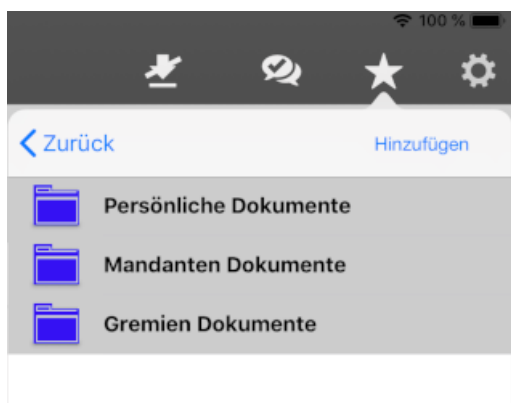 100 %
Zurück
Hinzufügen
Persönliche Dokumente
Mandanten Dokumente
Gremien Dokumente